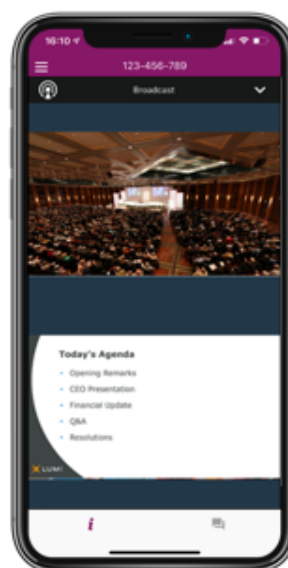 16:10
123-456-789
Broadcast
Today's Agenda
Opening Remarks
CEO Presentation
Financial Update
Q&A
Resolutions
LUMI
i